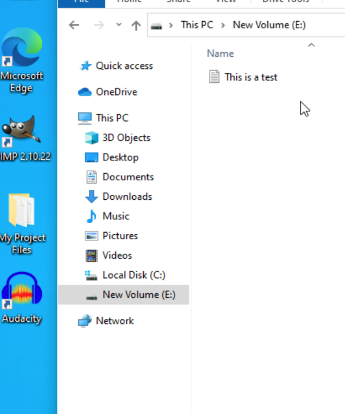 File
Home
Share
View
Drive Tools
This PC
New Volume (E:)
Name
This is a test
Quick access
OneDrive
This PC
3D Objects
Desktop
Documents
Downloads
Music
Pictures
Videos
Local Disk (C:)
New Volume (E:)
Network
Microsoft
Edge
IMP 2.10.22
My Project
Files
Audacity